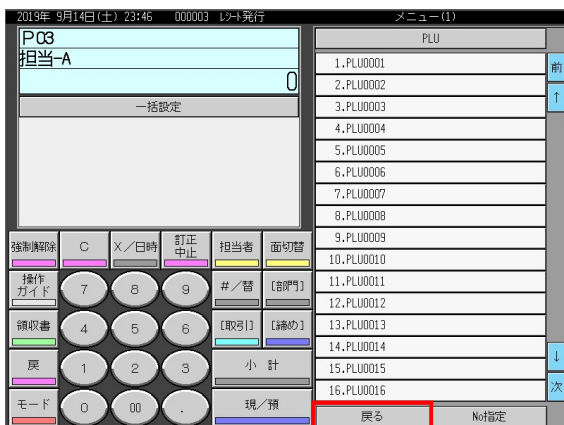 2019年 9月14日(土) 23:46 000003 レシート発行 メニュー(1)
P03
担当-A
0
一括設定
強制解除 C X/日時 訂正中止 担当者 面切替
操作ガイド 7 8 9 #/替 [部門]
領収書 4 5 6 [取引] [締め]
戻 1 2 3 小 計
モード 0 00 . 現/預
PLU
1.PLU0001
2.PLU0002
3.PLU0003
4.PLU0004
5.PLU0005
6.PLU0006
7.PLU0007
8.PLU0008
9.PLU0009
10.PLU0010
11.PLU0011
12.PLU0012
13.PLU0013
14.PLU0014
15.PLU0015
16.PLU0016
前
↑
↓
次
戻る No指定